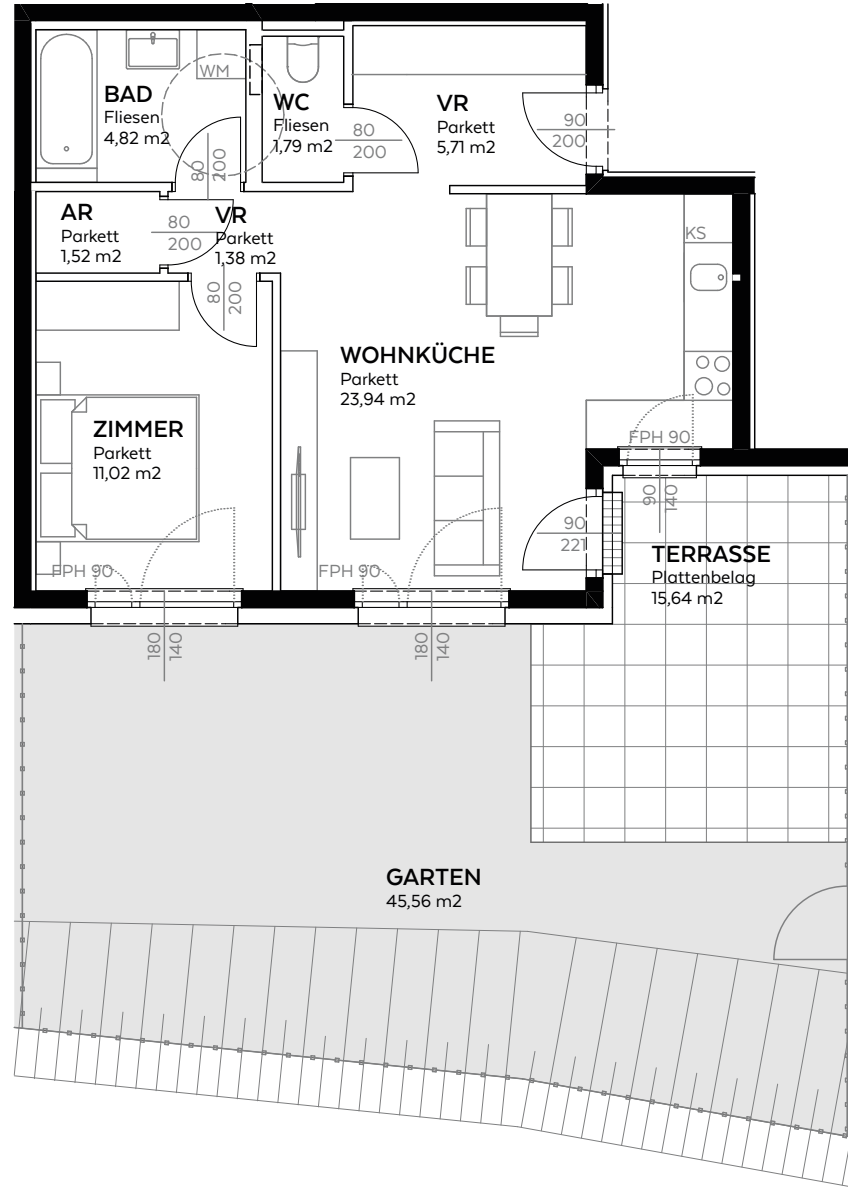 WM
BAD
Fliesen
4,82 m2
WC
Fliesen
1,79 m2
80
200
VR
Parkett
5,71 m2
90
200
80
200
AR
Parkett
1,52 m2
80
200
VR
Parkett
1,38 m2
KS
80
200
WOHNKÜCHE
Parkett
23,94 m2
ZIMMER
Parkett
11,02 m2
FPH 90
90
140
90
221
TERRASSE
Plattenbelag
15,64 m2
FPH 90
FPH 90
180
140
180
140
GARTEN
45,56 m2